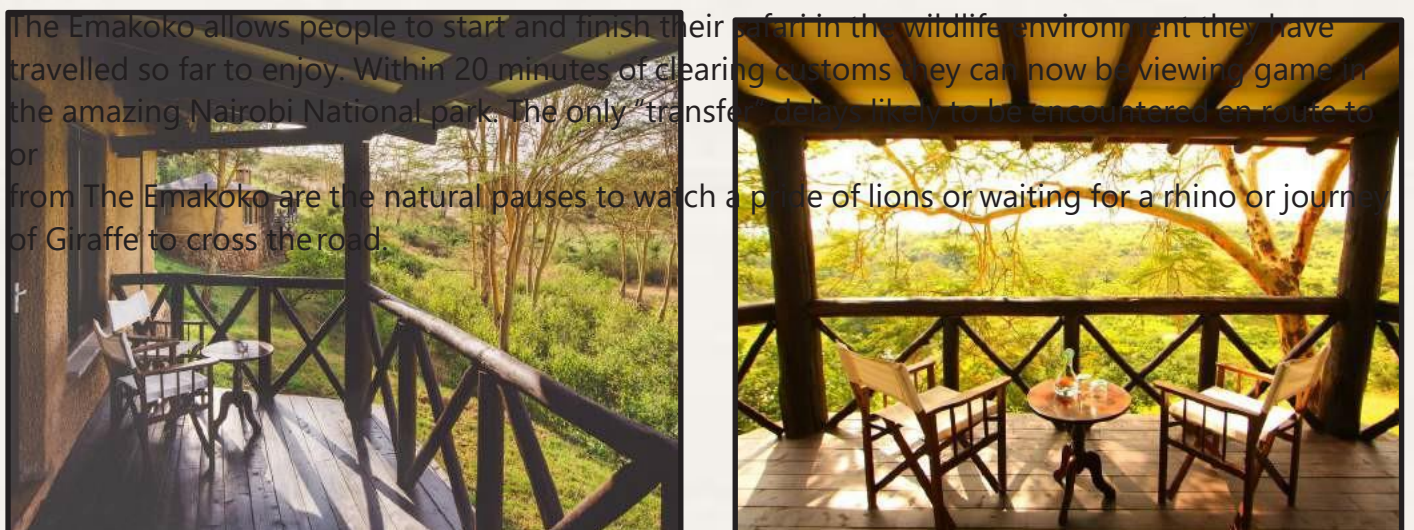 The Emakoko allows people to start and finish their safari in the wildlife environment they have
travelled so far to enjoy. Within 20 minutes of clearing customs they can now be viewing game in
the amazing Nairobi National park. The only “transfer” delays likely to be encountered en route to
or
from The Emakoko are the natural pauses to watch a pride of lions or waiting for a rhino or journey
of Giraffe to cross the road.